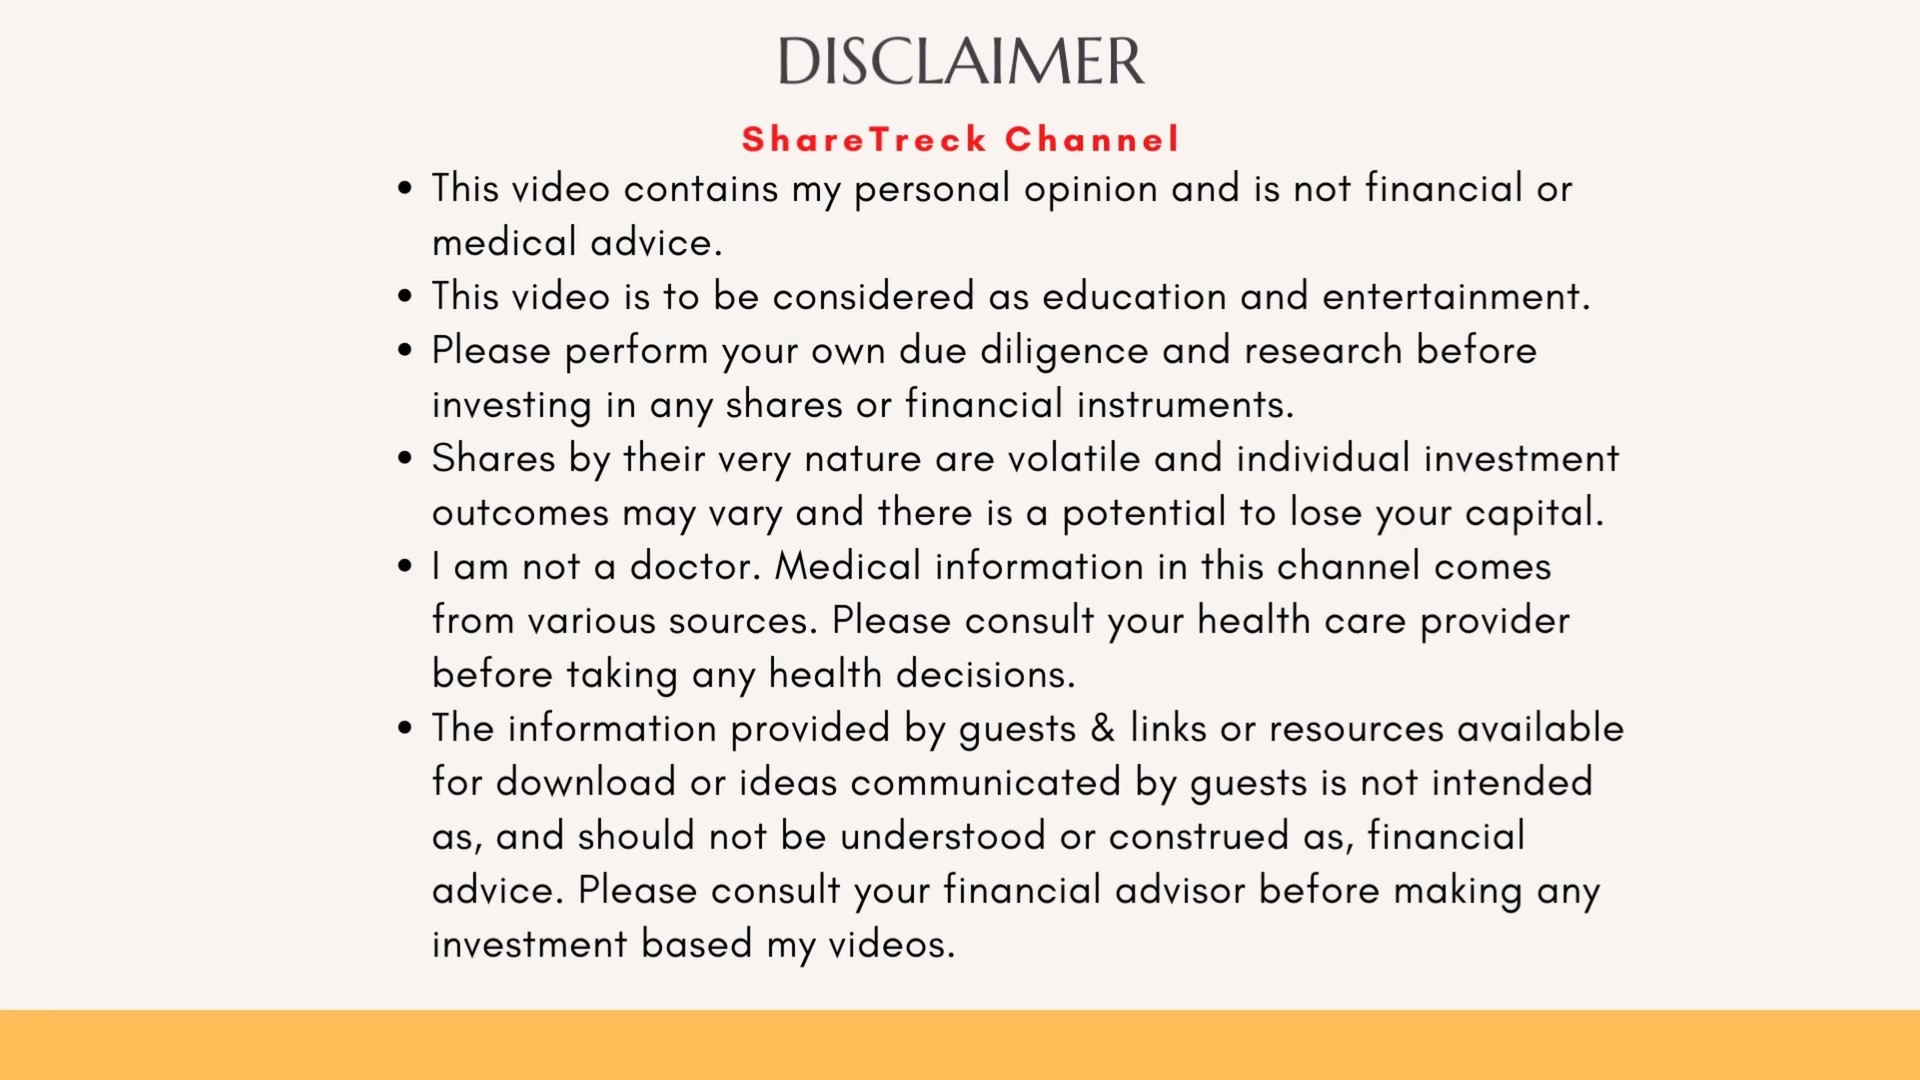 DISCLAIMER
ShareTreck Channel
• This video contains my personal opinion and is not financial or
medical advice.
• This video is to be considered as education and entertainment.
• Please perform your own due diligence and research before
investing in any shares or financial instruments.
• Shares by their very nature are volatile and individual investment
outcomes may vary and there is a potential to lose your capital.
• I am not a doctor. Medical information in this channel comes
from various sources. Please consult your health care provider
before taking any health decisions.
• The information provided by guests & links or resources available
for download or ideas communicated by guests is not intended
as, and should not be understood or construed as, financial
advice. Please consult your financial advisor before making any
investment based my videos.